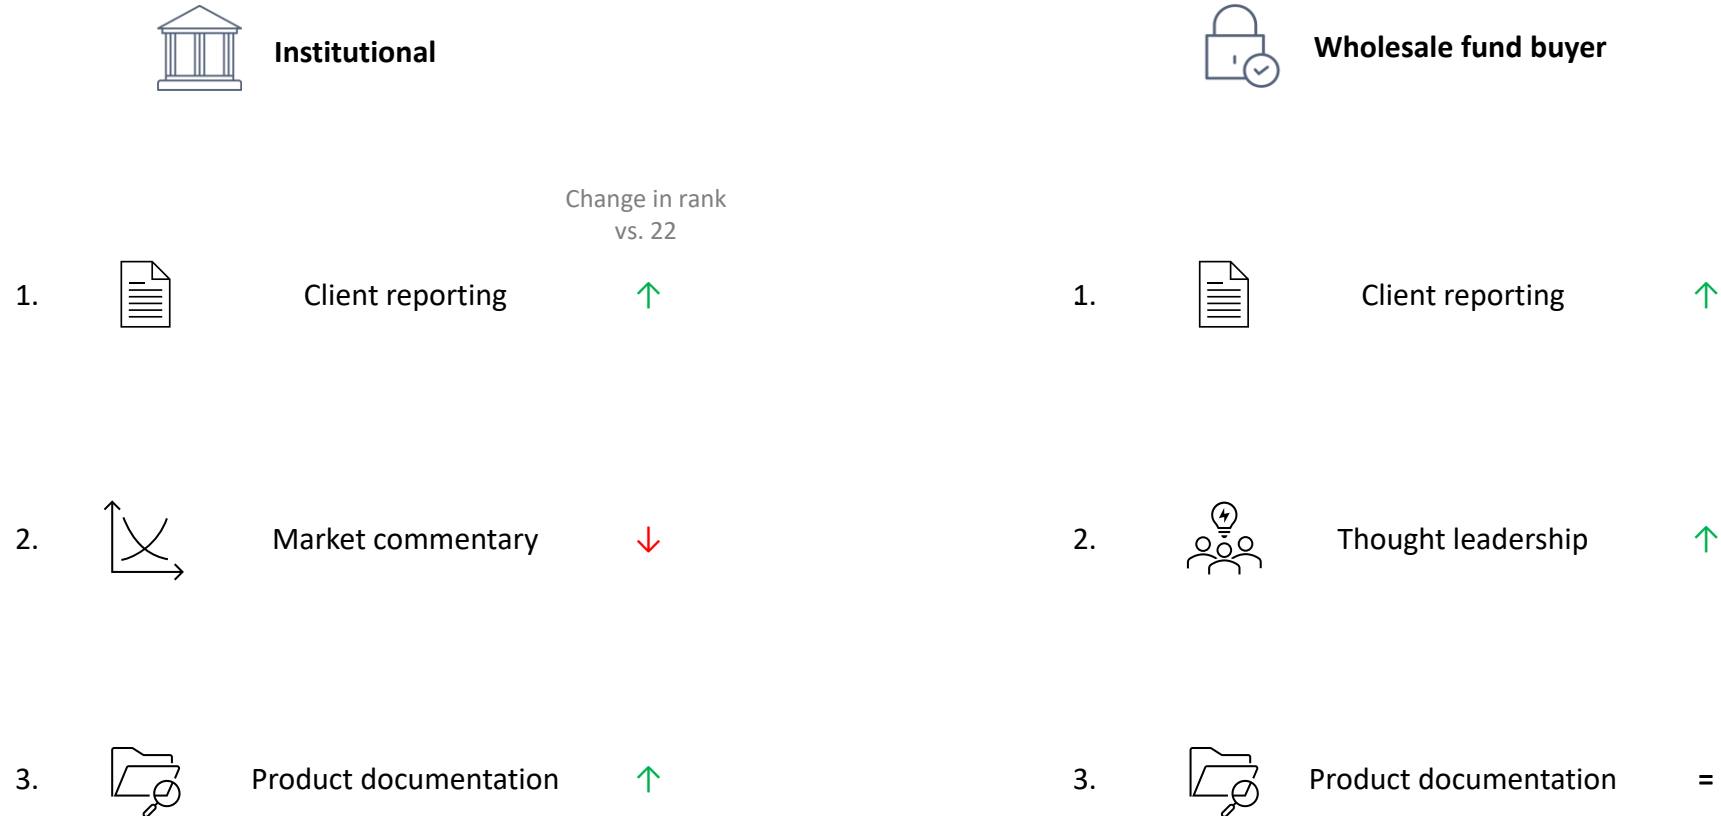 Institutional
Wholesale fund buyer
Change in rank
vs. 22
1. Client reporting ↑
1. Client reporting ↑
2. Market commentary ↓
2. Thought leadership ↑
3. Product documentation ↑
3. Product documentation =